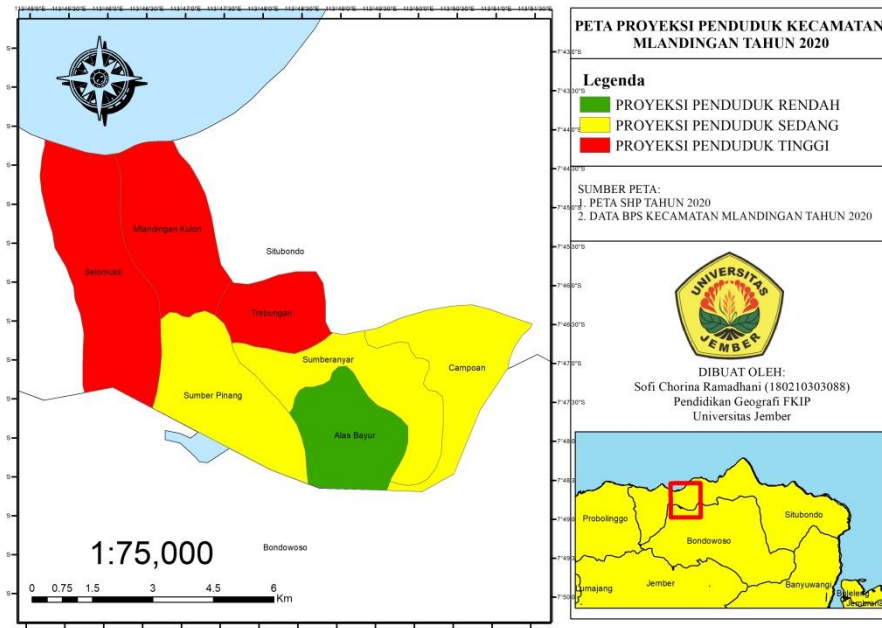 PETA PROYEKSI PENDUDUK KECAMATAN
MLANDINGAN TAHUN 2020
Legenda
PROYEKSI PENDUDUK RENDAH
PROYEKSI PENDUDUK SEDANG
PROYEKSI PENDUDUK TINGGI
SUMBER PETA:
1. PETA SHP TAHUN 2020
2. DATA BPS KECAMATAN MLANDINGAN TAHUN 2020
UNIVERSITAS
JEMBER
DIBUAT OLEH:
Sofi Chorina Ramadhani (180210303088)
Pendidikan Geografi FKIP
Universitas Jember
Mlandingan Kulon
Situbondo
Selomukti
Trebungan
Sumberanyar
Campoan
Sumber Pinang
Alas Bayur
Bondowoso
1:75,000
0 0.75 1.5 3 4.5 6
Km
Probolinggo
Situbondo
Bondowoso
Lumajang
Jember
Banyuwangi
Buleleng
Jembrana